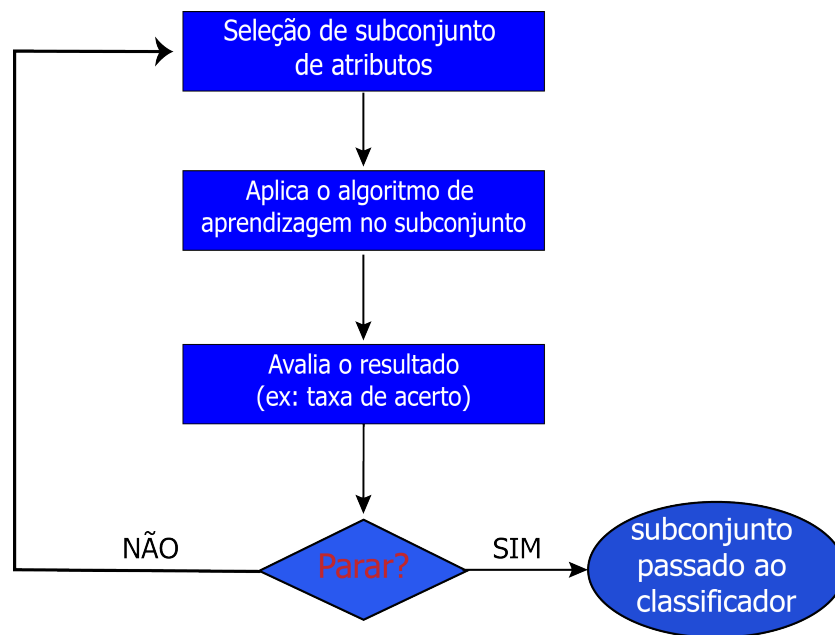 Seleção de subconjunto
de atributos
Aplica o algoritmo de
aprendizagem no subconjunto
Avalia o resultado
(ex: taxa de acerto)
NÃO
Parar?
SIM
subconjunto
passado ao
classificador